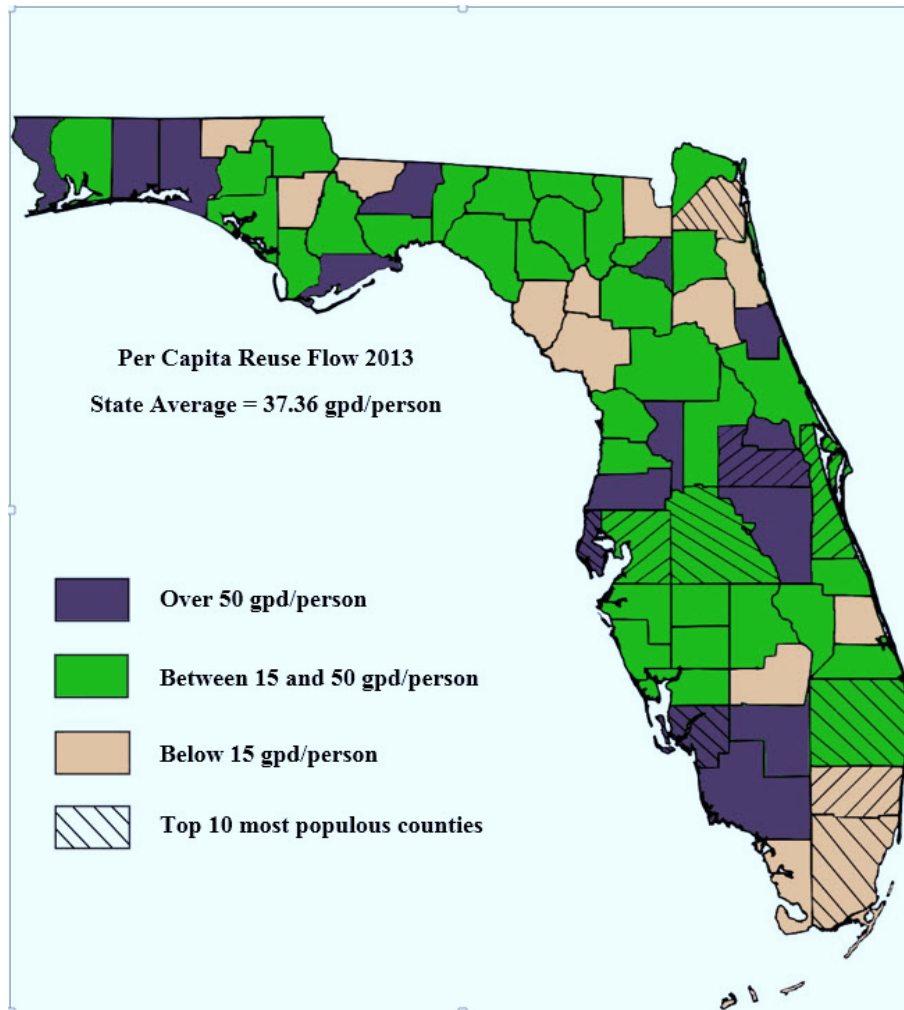 Per Capita Reuse Flow 2013
State Average = 37.36 gpd/person
Over 50 gpd/person
Between 15 and 50 gpd/person
Below 15 gpd/person
Top 10 most populous counties